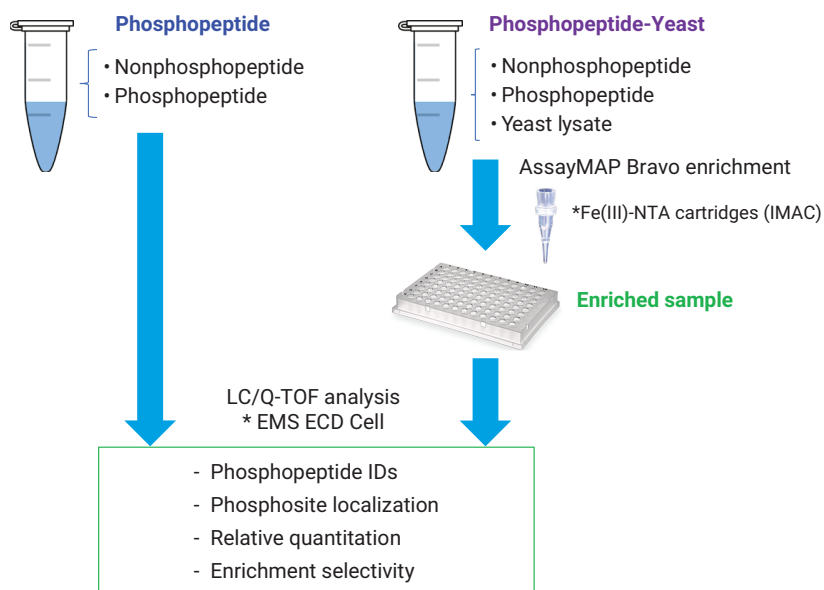 Phosphopeptide
• Nonphosphopeptide
• Phosphopeptide
Phosphopeptide-Yeast
• Nonphosphopeptide
• Phosphopeptide
• Yeast lysate
AssayMAP Bravo enrichment
*Fe(III)-NTA cartridges (IMAC)
Enriched sample
LC/Q-TOF analysis
* EMS ECD Cell
- Phosphopeptide IDs
- Phosphosite localization
- Relative quantitation
- Enrichment selectivity